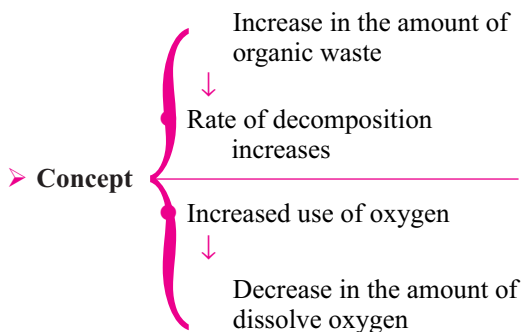 Increase in the amount of
organic waste
↓
Rate of decomposition
increases
➢ Concept
Increased use of oxygen
↓
Decrease in the amount of
dissolve oxygen